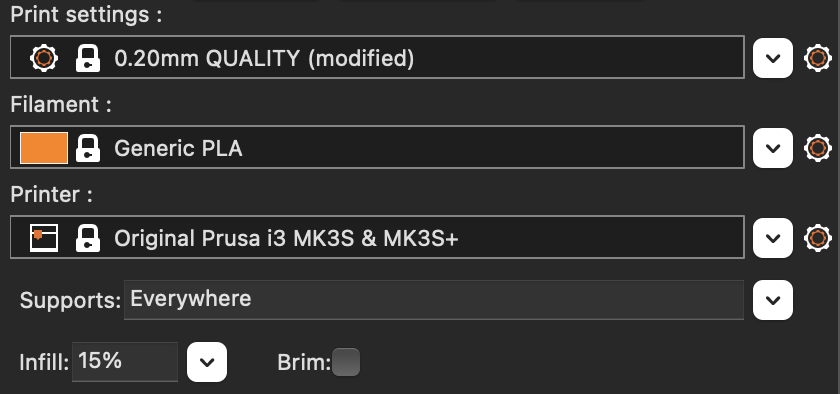 Print settings :
0.20mm QUALITY (modified)
Filament :
Generic PLA
Printer :
Original Prusa i3 MK3S & MK3S+
Supports: Everywhere
Infill: 15% Brim: